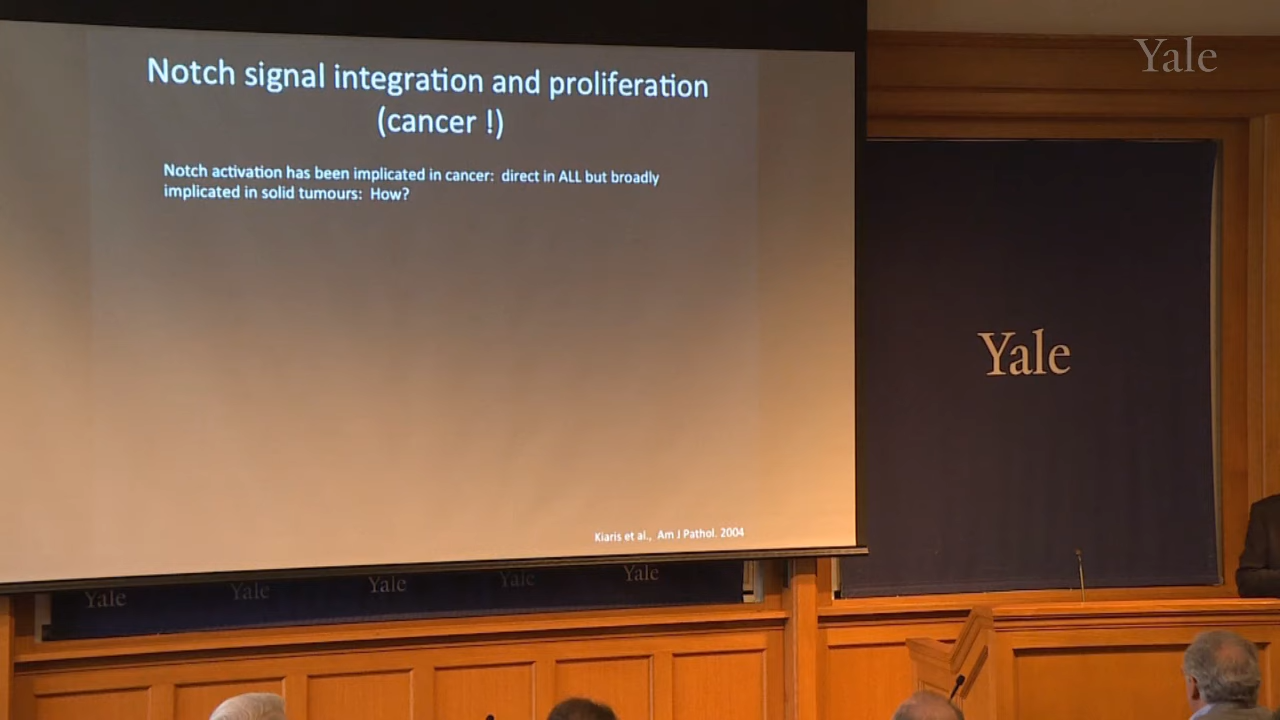 Notch signal integration and proliferation
(cancer !)
Notch activation has been implicated in cancer: direct in ALL but broadly
implicated in solid tumours: How?
Kiaris et al., Am J Pathol. 2004
Yale
Yale
Yale
Yale
Yale
Yale
Yale